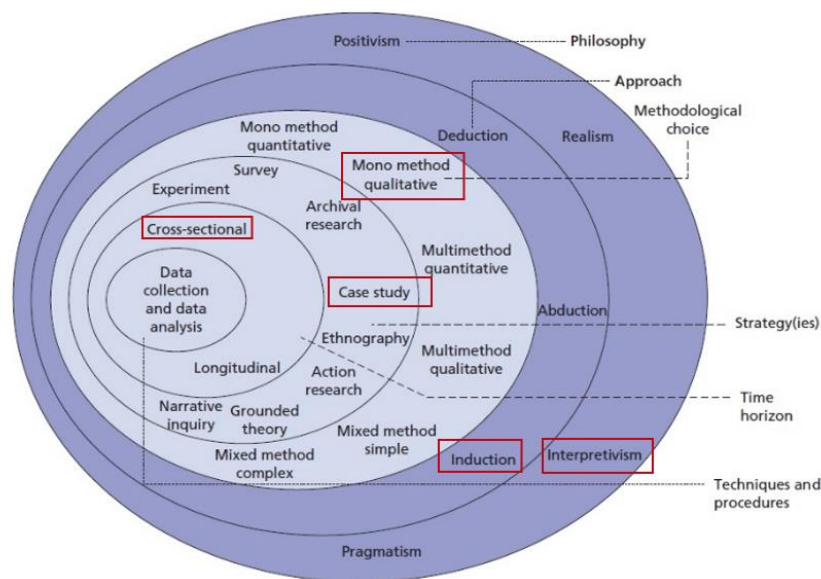 Positivism
Philosophy
Approach
Methodological
choice
Mono method
quantitative
Deduction
Realism
Survey
Mono method
qualitative
Experiment
Archival
research
Cross-sectional
Multimethod
quantitative
Data
collection
and data
analysis
Case study
Abduction
Strategy(ies)
Ethnography
Multimethod
qualitative
Longitudinal
Action
research
Time
horizon
Narrative
inquiry
Grounded
theory
Mixed method
simple
Mixed method
complex
Induction
Interpretivism
Techniques and
procedures
Pragmatism